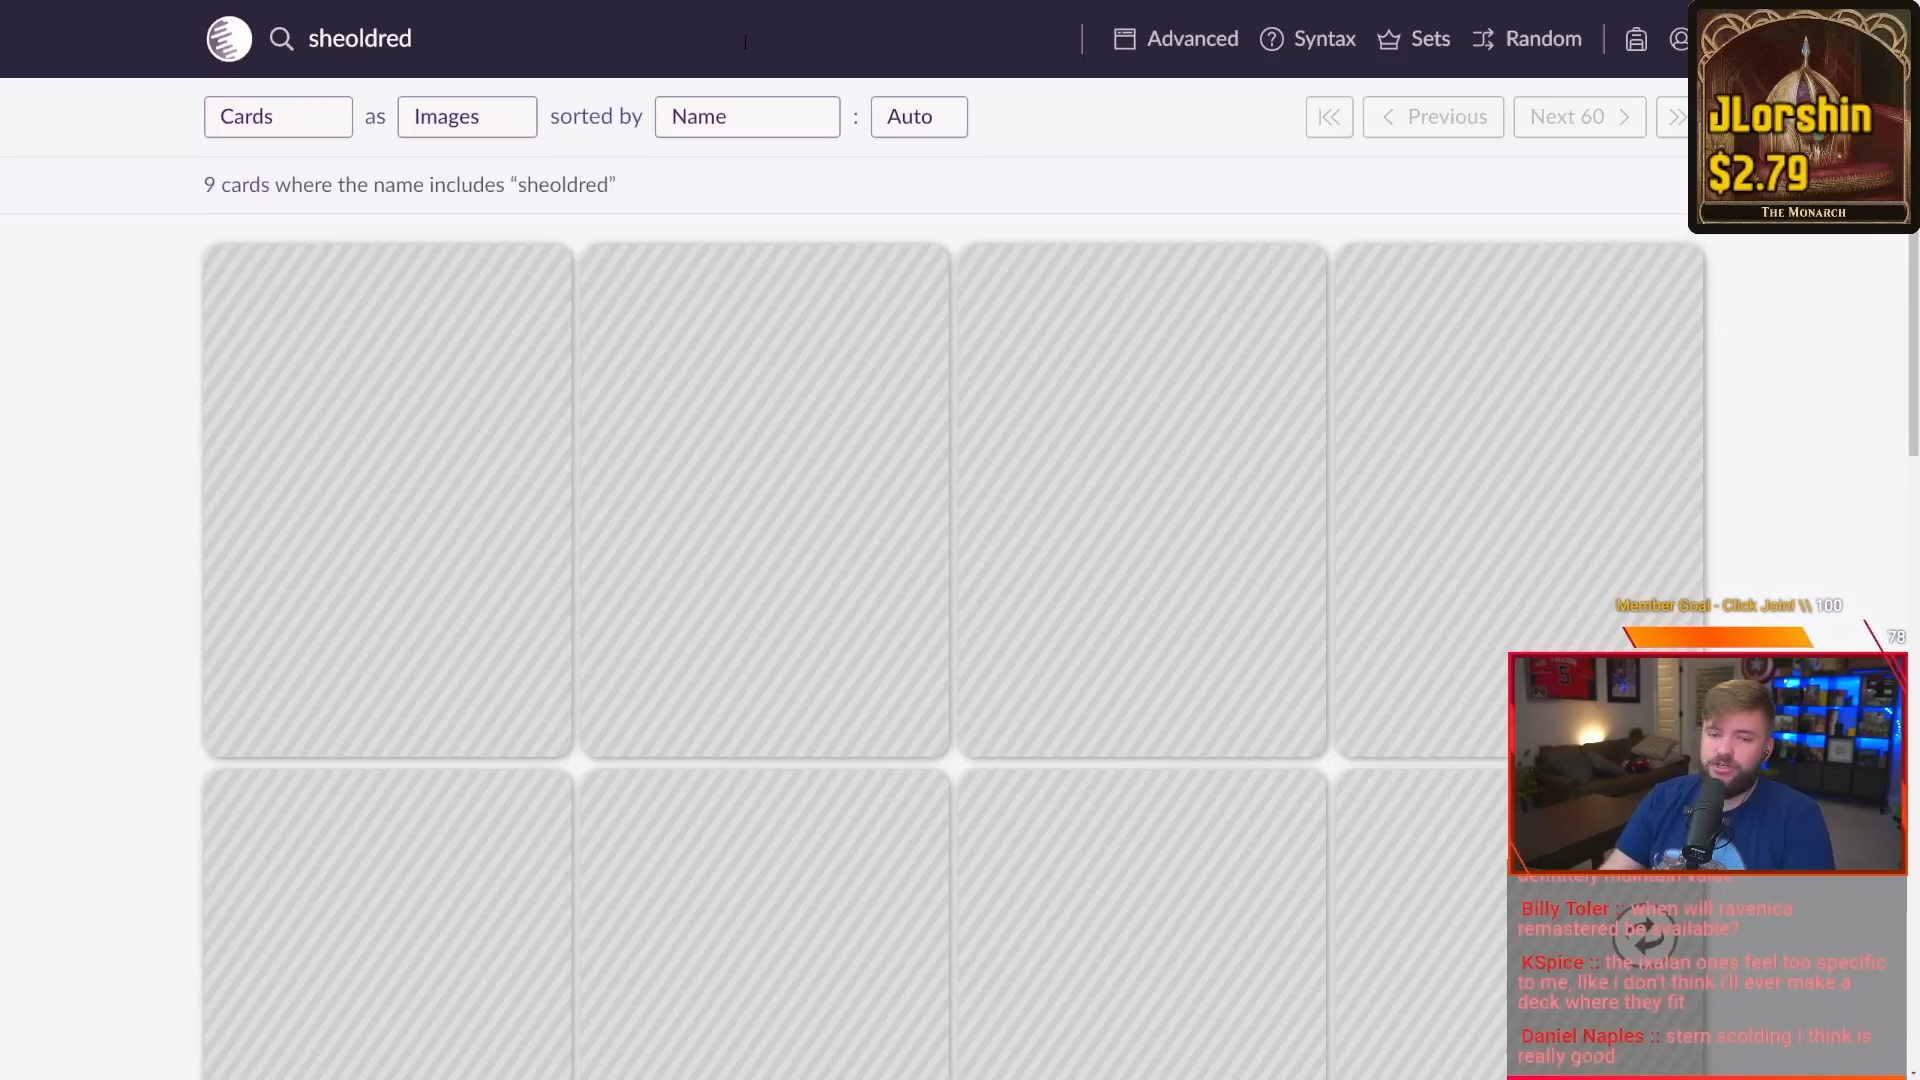 sheoldred
Advanced
Syntax
Sets
Random
Cards as Images sorted by Name : Auto
Previous
Next 60
9 cards where the name includes “sheoldred”
JLorshin
$2.79
THE MONARCH
Member Goal - Click Join! \\ 100
78
definitely maintain value
Billy Toler :: when will ravenica
remastered be available?
KSpice :: the ixalan ones feel too specific
to me, like i don't think i'll ever make a
deck where they fit
Daniel Naples :: stern scolding I think is
really good